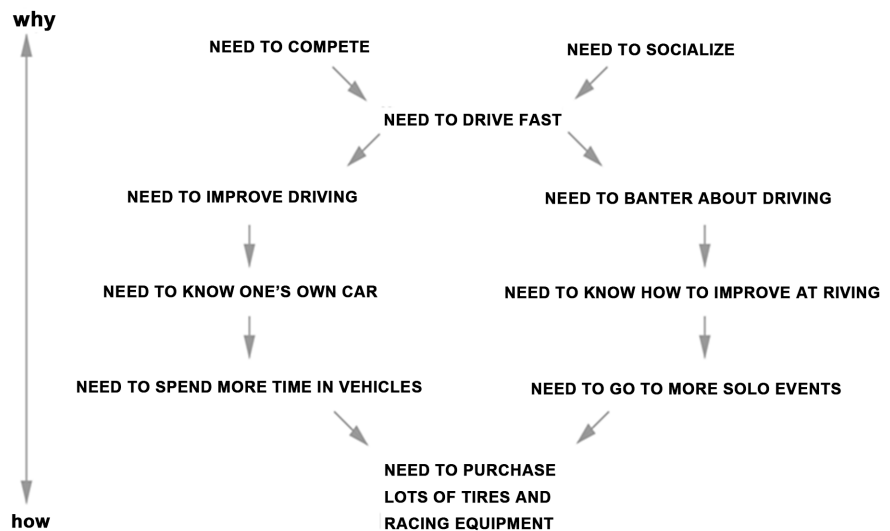 why
NEED TO COMPETE
NEED TO SOCIALIZE
NEED TO DRIVE FAST
NEED TO IMPROVE DRIVING
NEED TO BANTER ABOUT DRIVING
NEED TO KNOW ONE’S OWN CAR
NEED TO KNOW HOW TO IMPROVE AT RIVING
NEED TO SPEND MORE TIME IN VEHICLES
NEED TO GO TO MORE SOLO EVENTS
NEED TO PURCHASE
LOTS OF TIRES AND
RACING EQUIPMENT
how